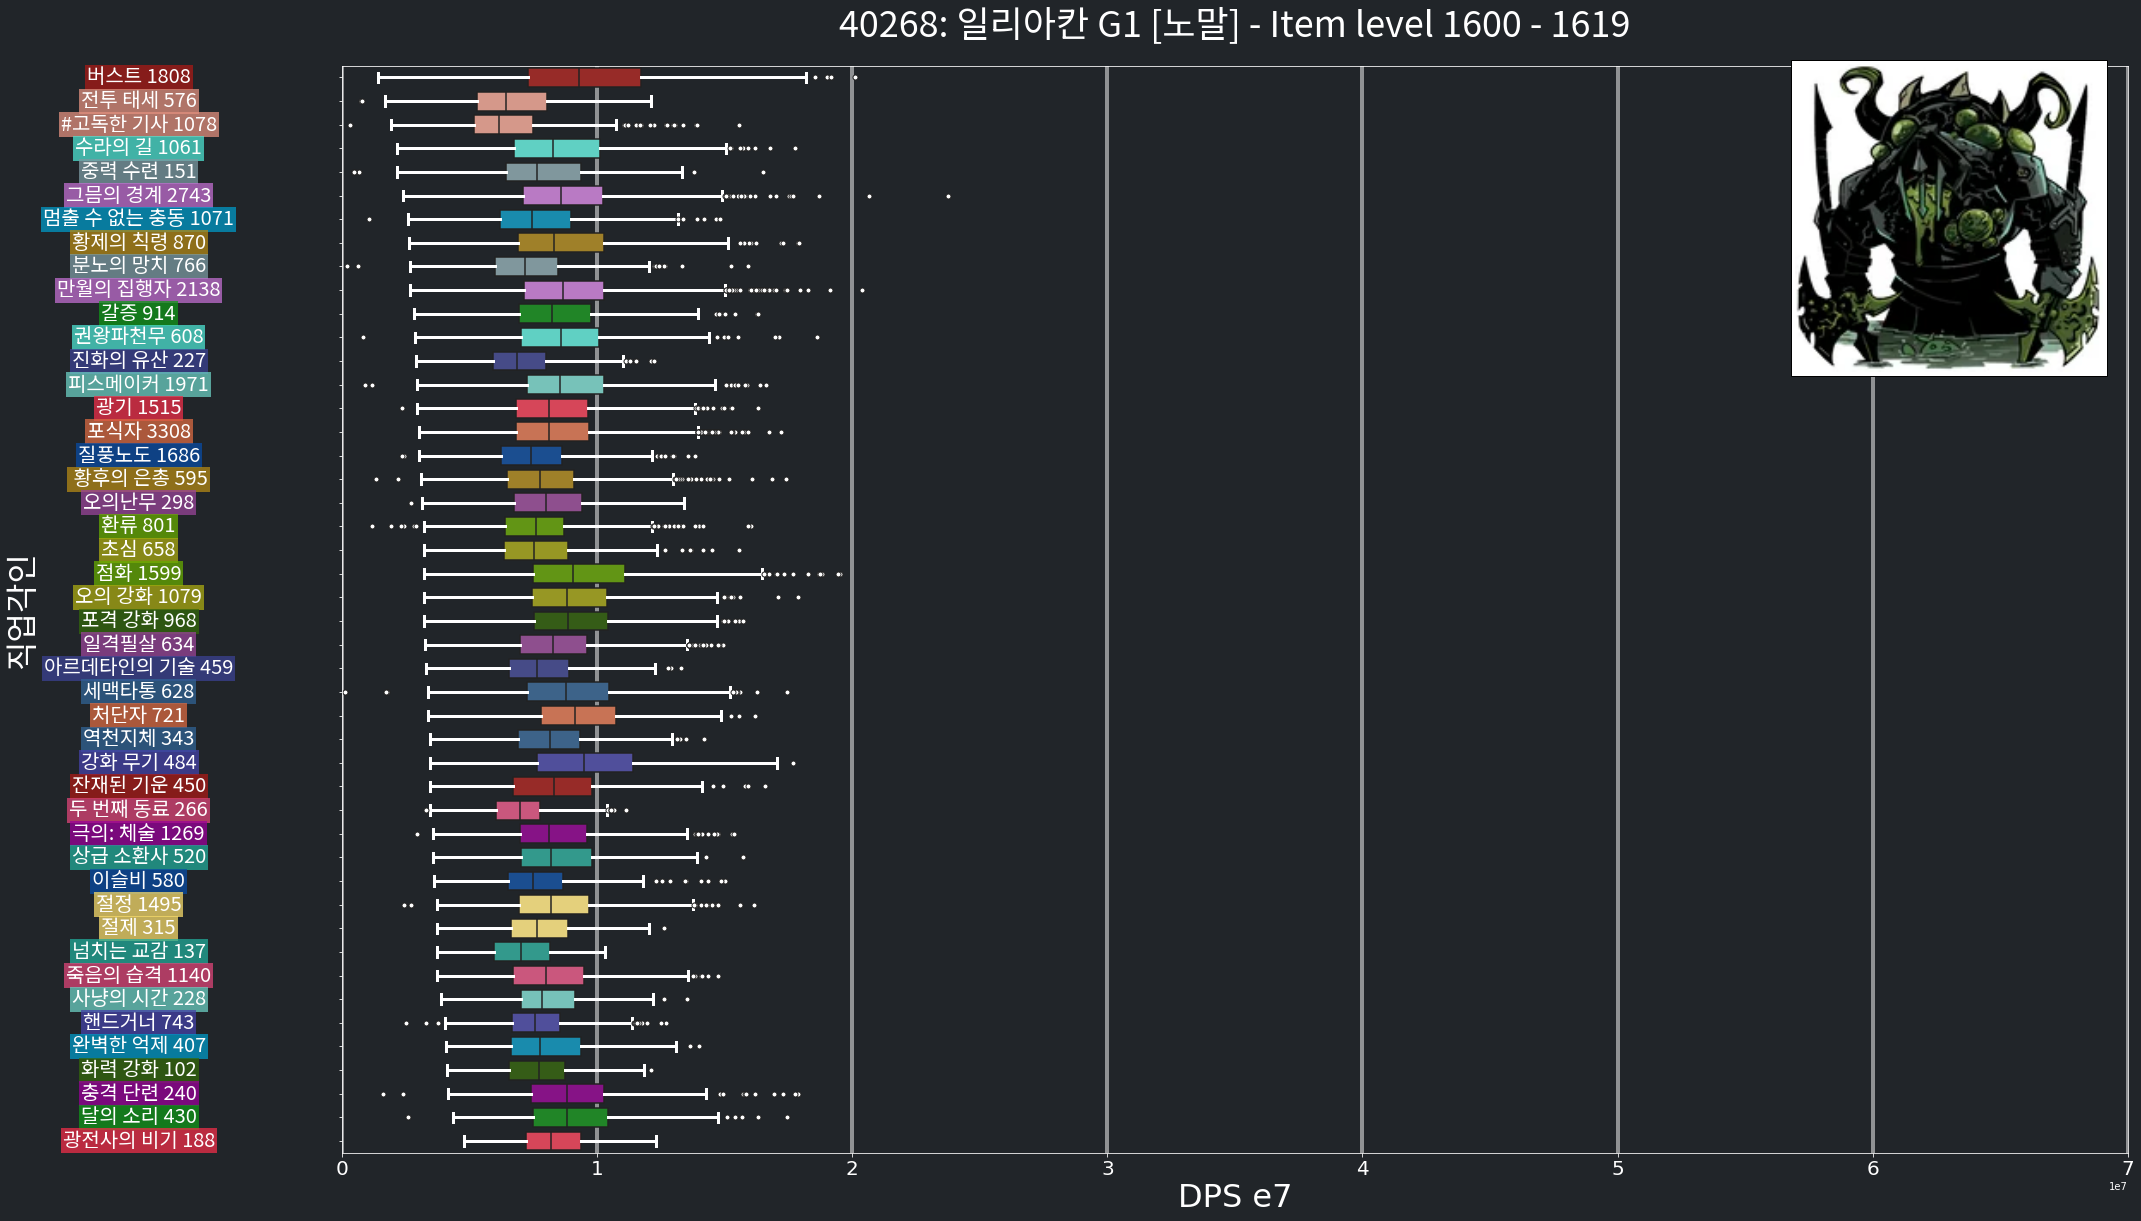 40268: 일리아칸 G1 [노말] - Item level 1600 - 1619
버스트 1808
전투 태세 576
#고독한 기사 1078
수라의 길 1061
중력 수련 151
그믐의 경계 2743
멈출 수 없는 충동 1071
황제의 칙령 870
분노의 망치 766
만월의 집행자 2138
갈증 914
권왕파천무 608
진화의 유산 227
피스메이커 1971
광기 1515
포식자 3308
질풍노도 1686
황후의 은총 595
오의난무 298
환류 801
초심 658
점화 1599
오의 강화 1079
포격 강화 968
일격필살 634
아르데타인의 기술 459
세맥타통 628
처단자 721
역천지체 343
강화 무기 484
잔재된 기운 450
두 번째 동료 266
극의: 체술 1269
상급 소환사 520
이슬비 580
절정 1495
절제 315
넘치는 교감 137
죽음의 습격 1140
사냥의 시간 228
핸드거너 743
완벽한 억제 407
화력 강화 102
충격 단련 240
달의 소리 430
광전사의 비기 188
직업각인
0 1 2 3 4 5 6 7
DPS e7
1e7